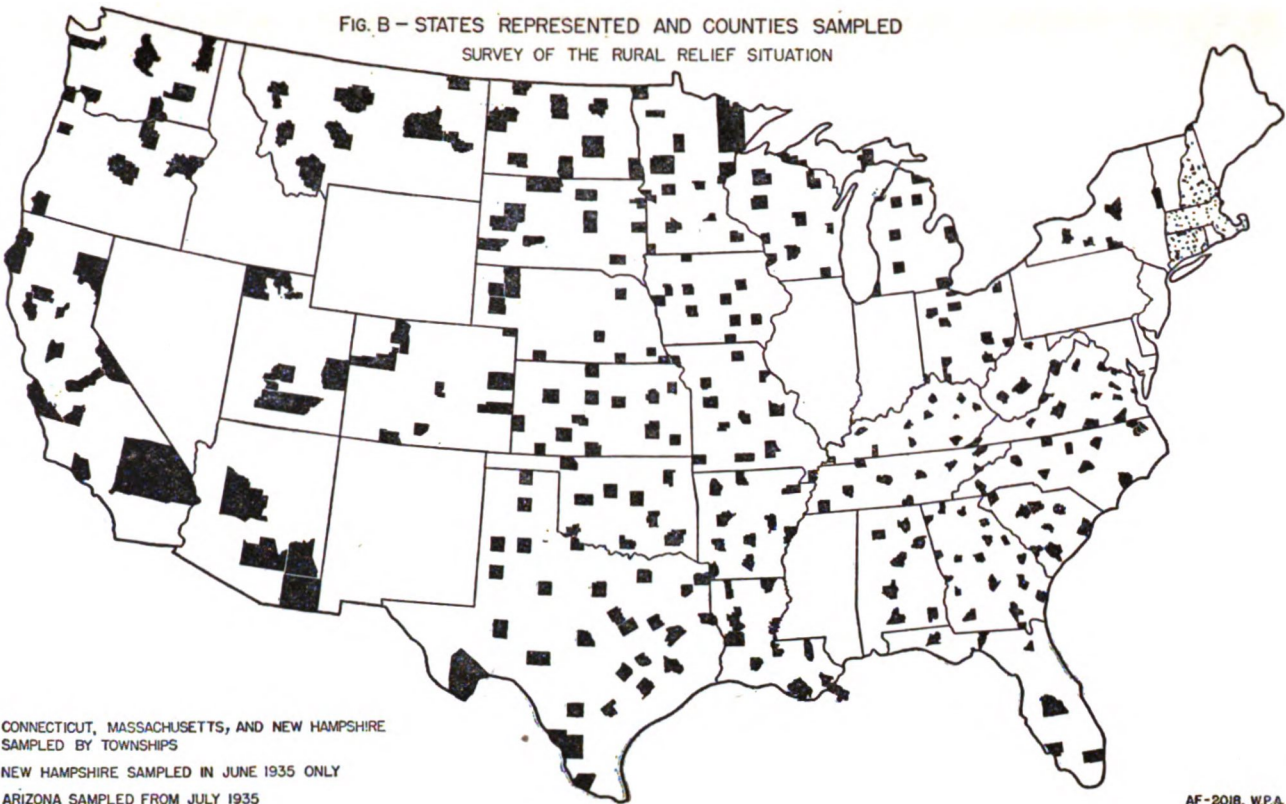 FIG. B – STATES REPRESENTED AND COUNTIES SAMPLED
SURVEY OF THE RURAL RELIEF SITUATION
CONNECTICUT, MASSACHUSETTS, AND NEW HAMPSHIRE
SAMPLED BY TOWNSHIPS
NEW HAMPSHIRE SAMPLED IN JUNE 1935 ONLY
ARIZONA SAMPLED FROM JULY 1935
AF-2018, W.P.A.